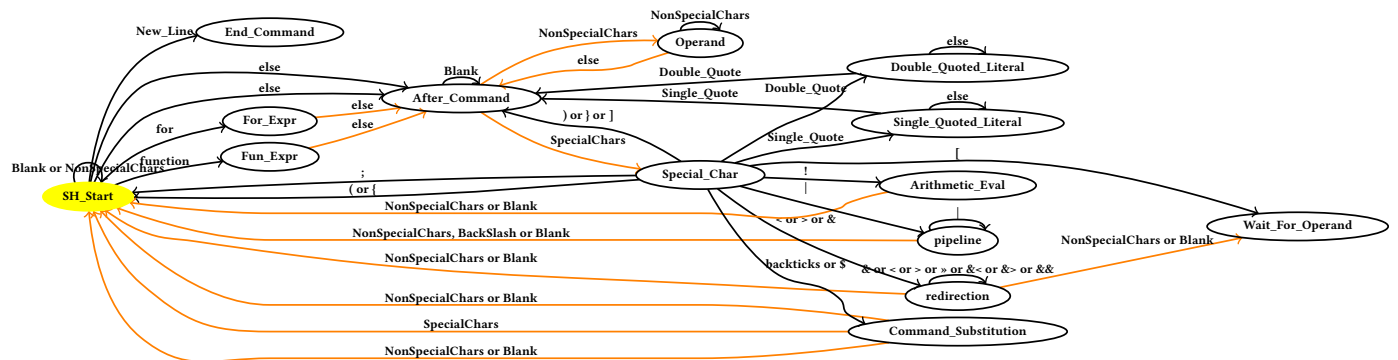 NonSpecialChars
New_Line
End_Command
NonSpecialChars
Operand
else
else
else
Double_Quoted_Literal
else
Blank
Double_Quote
else
After_Command
Single_Quote
Double_Quote
else
For_Expr
else
) or } or ]
Single_Quoted_Literal
for
else
SpecialChars
Single_Quote
Fun_Expr
function
[
Blank or NonSpecialChars
;
Special_Char
!
Arithmetic_Eval
SH_Start
( or {
|
NonSpecialChars or Blank
|
< or > or &
Wait_For_Operand
NonSpecialChars, BackSlash or Blank
pipeline
NonSpecialChars or Blank
NonSpecialChars or Blank
backticks or $
& or < or > or » or &< or &> or &&
NonSpecialChars or Blank
redirection
SpecialChars
Command_Substitution
NonSpecialChars or Blank